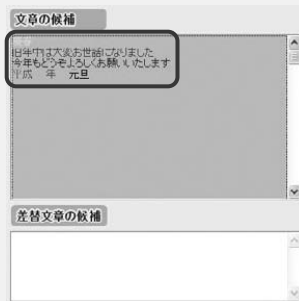 文章の候補
旧年中は大変お世話になりました
今年もどうぞよろしくお願いいたします
平成　年　元旦
差替文章の候補